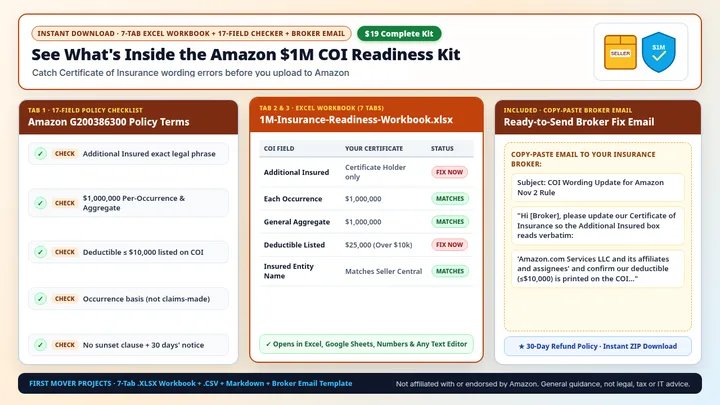 INSTANT DOWNLOAD · 7-TAB EXCEL WORKBOOK + 17-FIELD CHECKER + BROKER EMAIL
$19 Complete Kit
See What's Inside the Amazon $1M COI Readiness Kit
Catch Certificate of Insurance wording errors before you upload to Amazon
SELLER
$1M
TAB 1 · 17-FIELD POLICY CHECKLIST
Amazon G200386300 Policy Terms
✓ CHECK Additional Insured exact legal phrase
✓ CHECK $1,000,000 Per-Occurrence &
Aggregate
✓ CHECK Deductible ≤ $10,000 listed on COI
✓ CHECK Occurrence basis (not claims-made)
✓ CHECK No sunset clause + 30 days' notice
TAB 2 & 3 · EXCEL WORKBOOK (7 TABS)
1M-Insurance-Readiness-Workbook.xlsx
COI FIELD YOUR CERTIFICATE STATUS
Additional Insured Certificate Holder only FIX NOW
Each Occurrence $1,000,000 MATCHES
General Aggregate $1,000,000 MATCHES
Deductible Listed $25,000 (Over $10k) FIX NOW
Insured Entity Name Matches Seller Central MATCHES
✓ Opens in Excel, Google Sheets, Numbers & Any Text Editor
INCLUDED · COPY-PASTE BROKER EMAIL
Ready-to-Send Broker Fix Email
COPY-PASTE EMAIL TO YOUR INSURANCE
BROKER:
Subject: COI Wording Update for Amazon
Nov 2 Rule
"Hi [Broker], please update our Certificate of
Insurance so the Additional Insured box
reads verbatim:
'Amazon.com Services LLC and its affiliates
and assignees' and confirm our deductible
(≤$10,000) is printed on the COI..."
★ 30-Day Refund Policy · Instant ZIP Download
FIRST MOVER PROJECTS · 7-Tab .XLSX Workbook + .CSV + Markdown + Broker Email Template
Not affiliated with or endorsed by Amazon. General guidance, not legal, tax or IT advice.